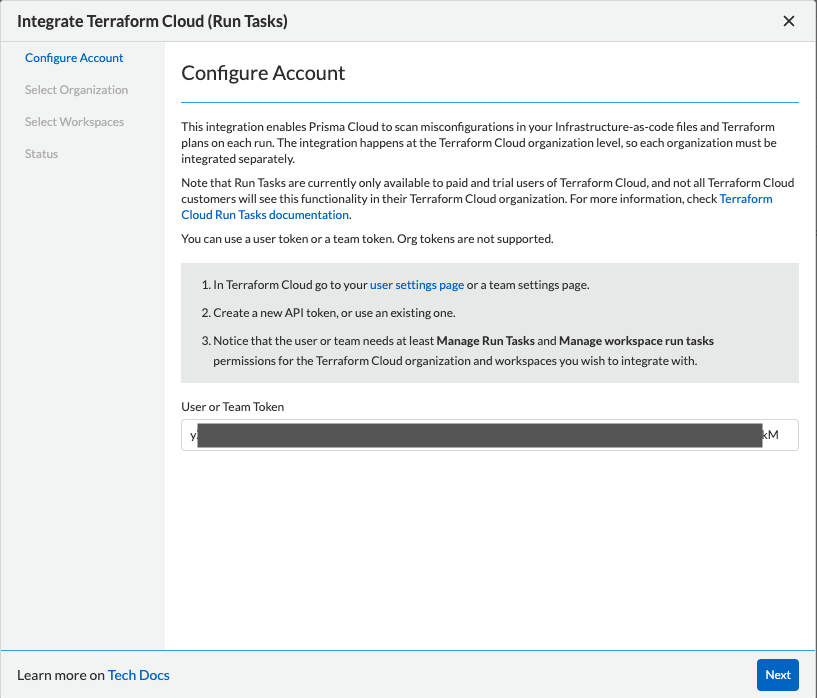 Integrate Terraform Cloud (Run Tasks)
Configure Account
Select Organization
Select Workspaces
Status
Configure Account
This integration enables Prisma Cloud to scan misconfigurations in your Infrastructure-as-code files and Terraform
plans on each run. The integration happens at the Terraform Cloud organization level, so each organization must be
integrated separately.
Note that Run Tasks are currently only available to paid and trial users of Terraform Cloud, and not all Terraform Cloud
customers will see this functionality in their Terraform Cloud organization. For more information, check Terraform
Cloud Run Tasks documentation.
You can use a user token or a team token. Org tokens are not supported.
1. In Terraform Cloud go to your user settings page or a team settings page.
2. Create a new API token, or use an existing one.
3. Notice that the user or team needs at least Manage Run Tasks and Manage workspace run tasks
permissions for the Terraform Cloud organization and workspaces you wish to integrate with.
User or Team Token
Learn more on Tech Docs
Next